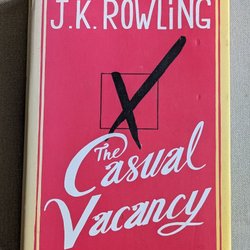 J.K. ROWLiNG
The
Casual
Vacancy